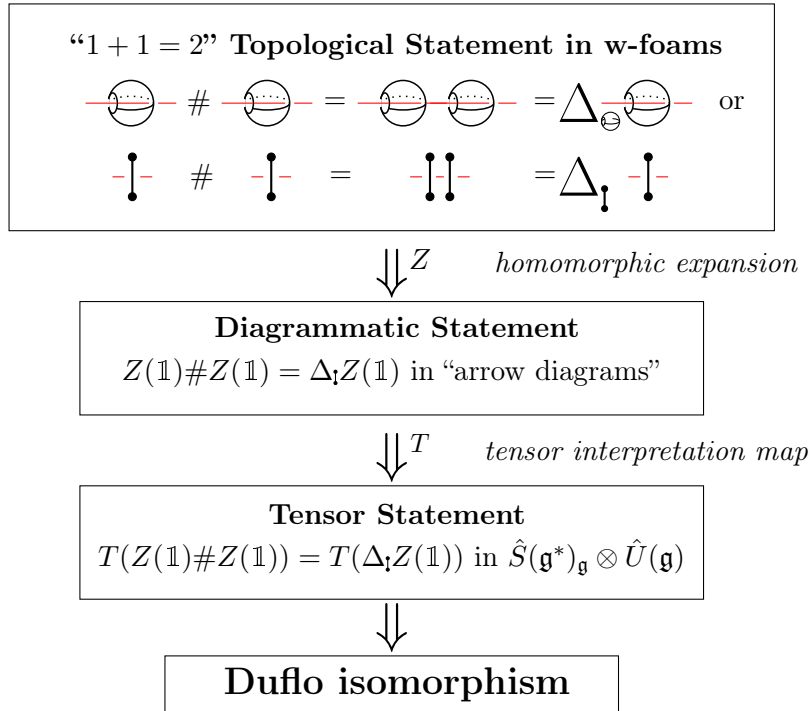 “1 + 1 = 2” Topological Statement in w-foams
# = = Δ or
# = = Δ
Z homomorphic expansion
Diagrammatic Statement
Z(𝟙)#Z(𝟙) = Δ Z(𝟙) in “arrow diagrams”
T tensor interpretation map
Tensor Statement
T(Z(𝟙)#Z(𝟙)) = T(Δ Z(𝟙)) in Ŝ(𝔤*)_𝔤 ⊗ Û(𝔤)
Duflo isomorphism